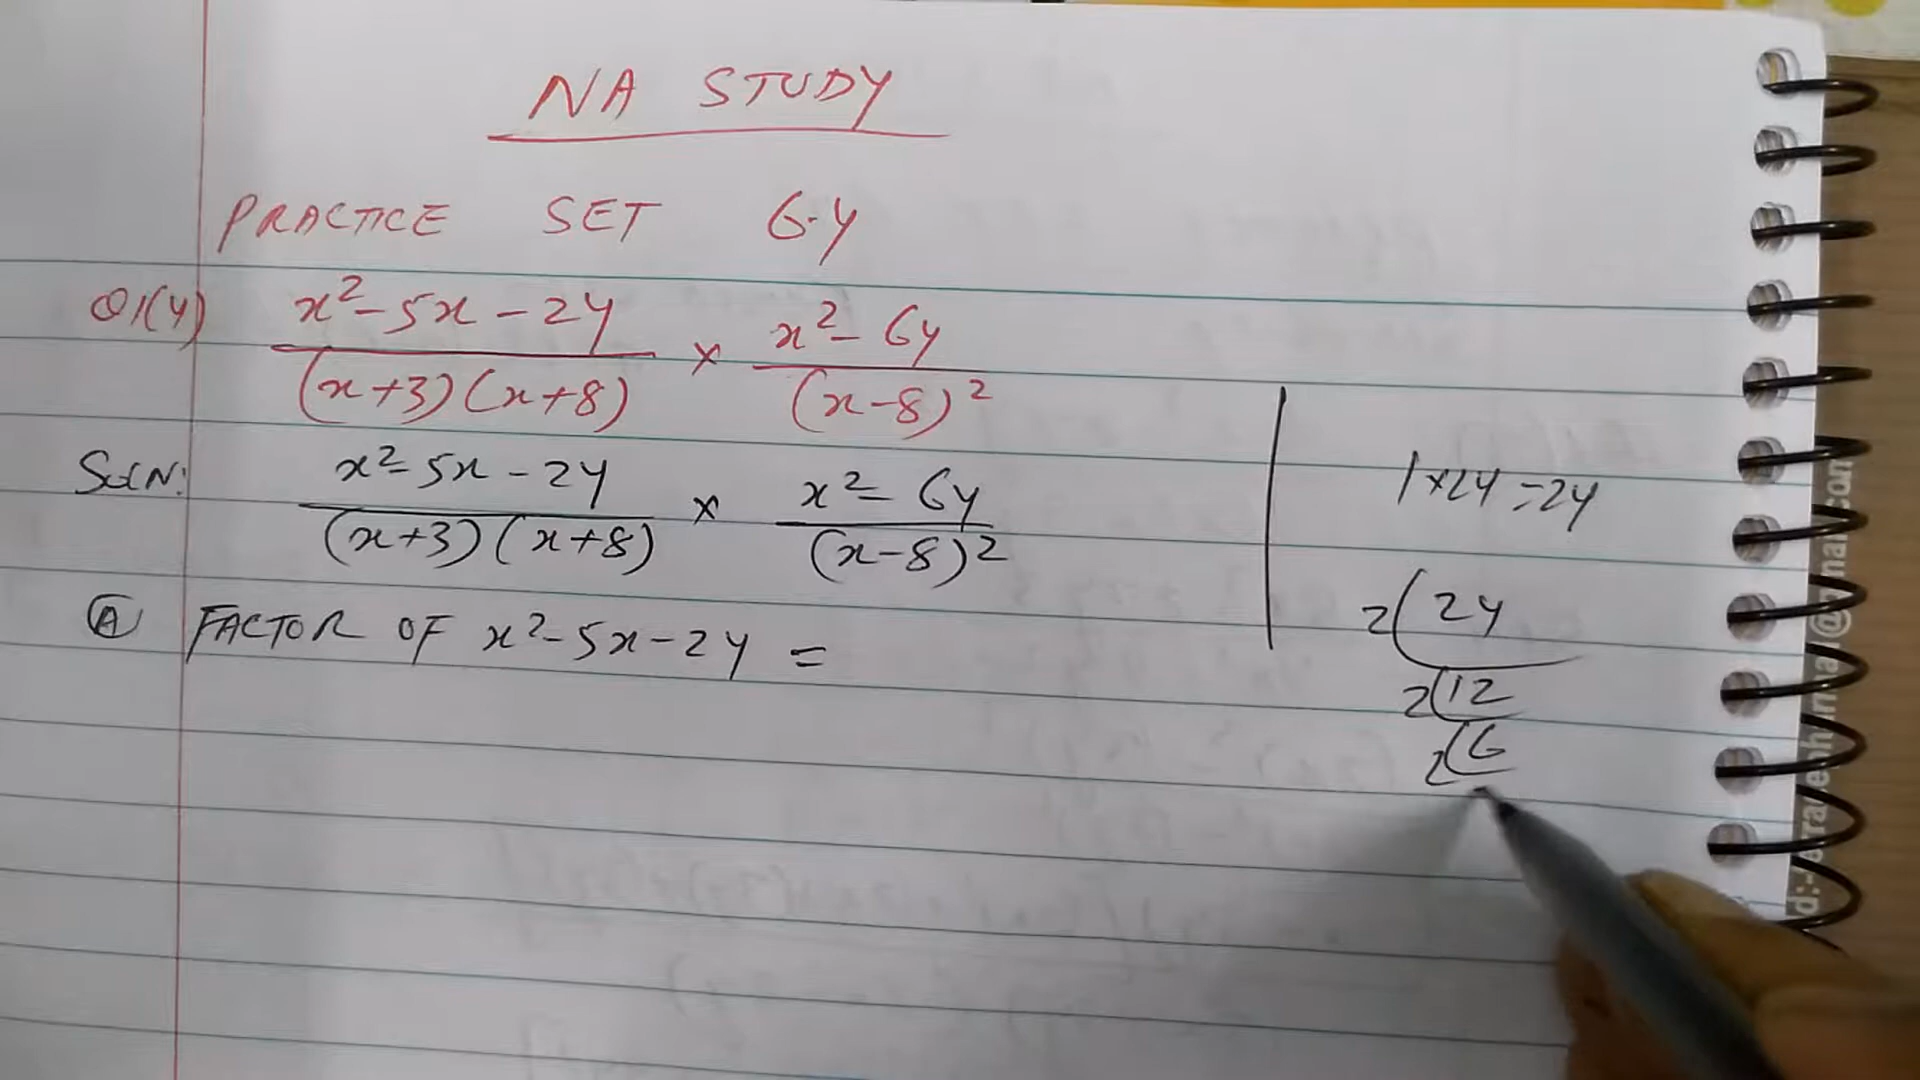 NA STUDY
PRACTICE SET 6.4
Q1(4) x²-5x-24 / (x+3)(x+8) × x²-64 / (x-8)²
SOLN: x²-5x-24 / (x+3)(x+8) × x²-64 / (x-8)²
Ⓐ FACTOR OF x²-5x-24 =
1×24=24
2 24
2 12
2 6